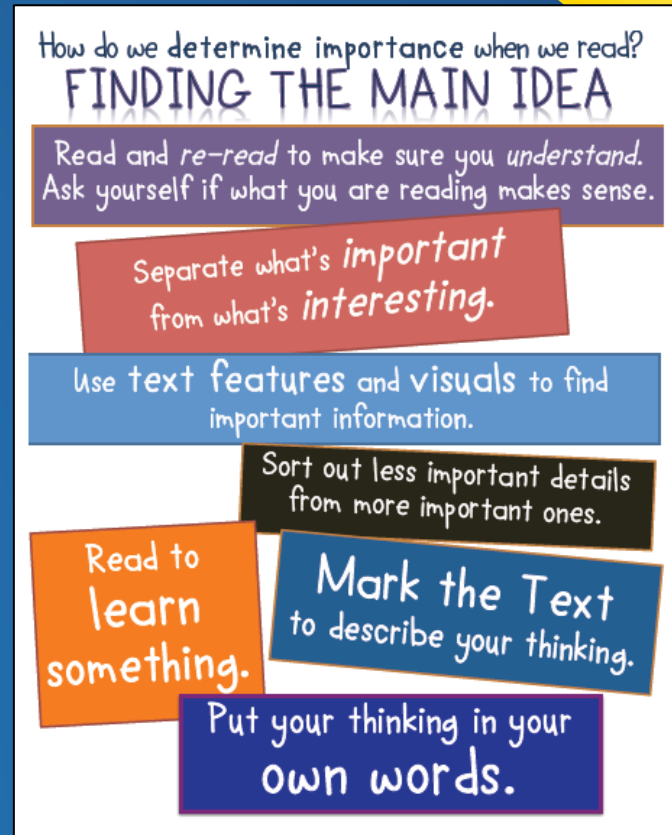 How do we determine importance when we read?
FINDING THE MAIN IDEA
Read and re-read to make sure you understand.
Ask yourself if what you are reading makes sense.
Separate what's important
from what's interesting.
Use text features and visuals to find
important information.
Sort out less important details
from more important ones.
Read to
learn
something.
Mark the Text
to describe your thinking.
Put your thinking in your
own words.